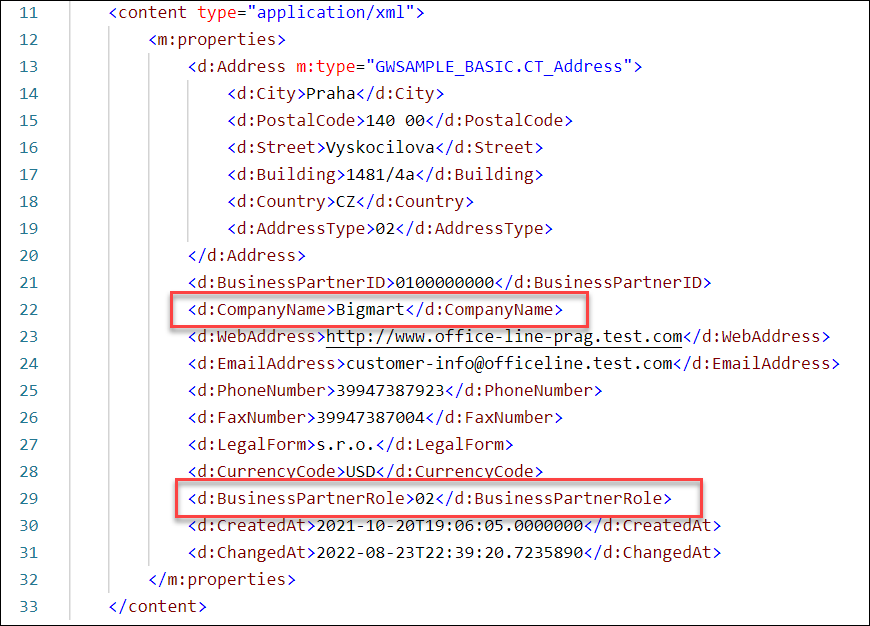 11 <content type="application/xml">
12 <m:properties>
13 <d:Address m:type="GWSAMPLE_BASIC.CT_Address">
14 <d:City>Praha</d:City>
15 <d:PostalCode>140 00</d:PostalCode>
16 <d:Street>Vyskocilova</d:Street>
17 <d:Building>1481/4a</d:Building>
18 <d:Country>CZ</d:Country>
19 <d:AddressType>02</d:AddressType>
20 </d:Address>
21 <d:BusinessPartnerID>0100000000</d:BusinessPartnerID>
22 <d:CompanyName>Bigmart</d:CompanyName>
23 <d:WebAddress>http://www.office-line-prag.test.com</d:WebAddress>
24 <d:EmailAddress>customer-info@officeline.test.com</d:EmailAddress>
25 <d:PhoneNumber>39947387923</d:PhoneNumber>
26 <d:FaxNumber>39947387004</d:FaxNumber>
27 <d:LegalForm>s.r.o.</d:LegalForm>
28 <d:CurrencyCode>USD</d:CurrencyCode>
29 <d:BusinessPartnerRole>02</d:BusinessPartnerRole>
30 <d:CreatedAt>2021-10-20T19:06:05.0000000</d:CreatedAt>
31 <d:ChangedAt>2022-08-23T22:39:20.7235890</d:ChangedAt>
32 </m:properties>
33 </content>